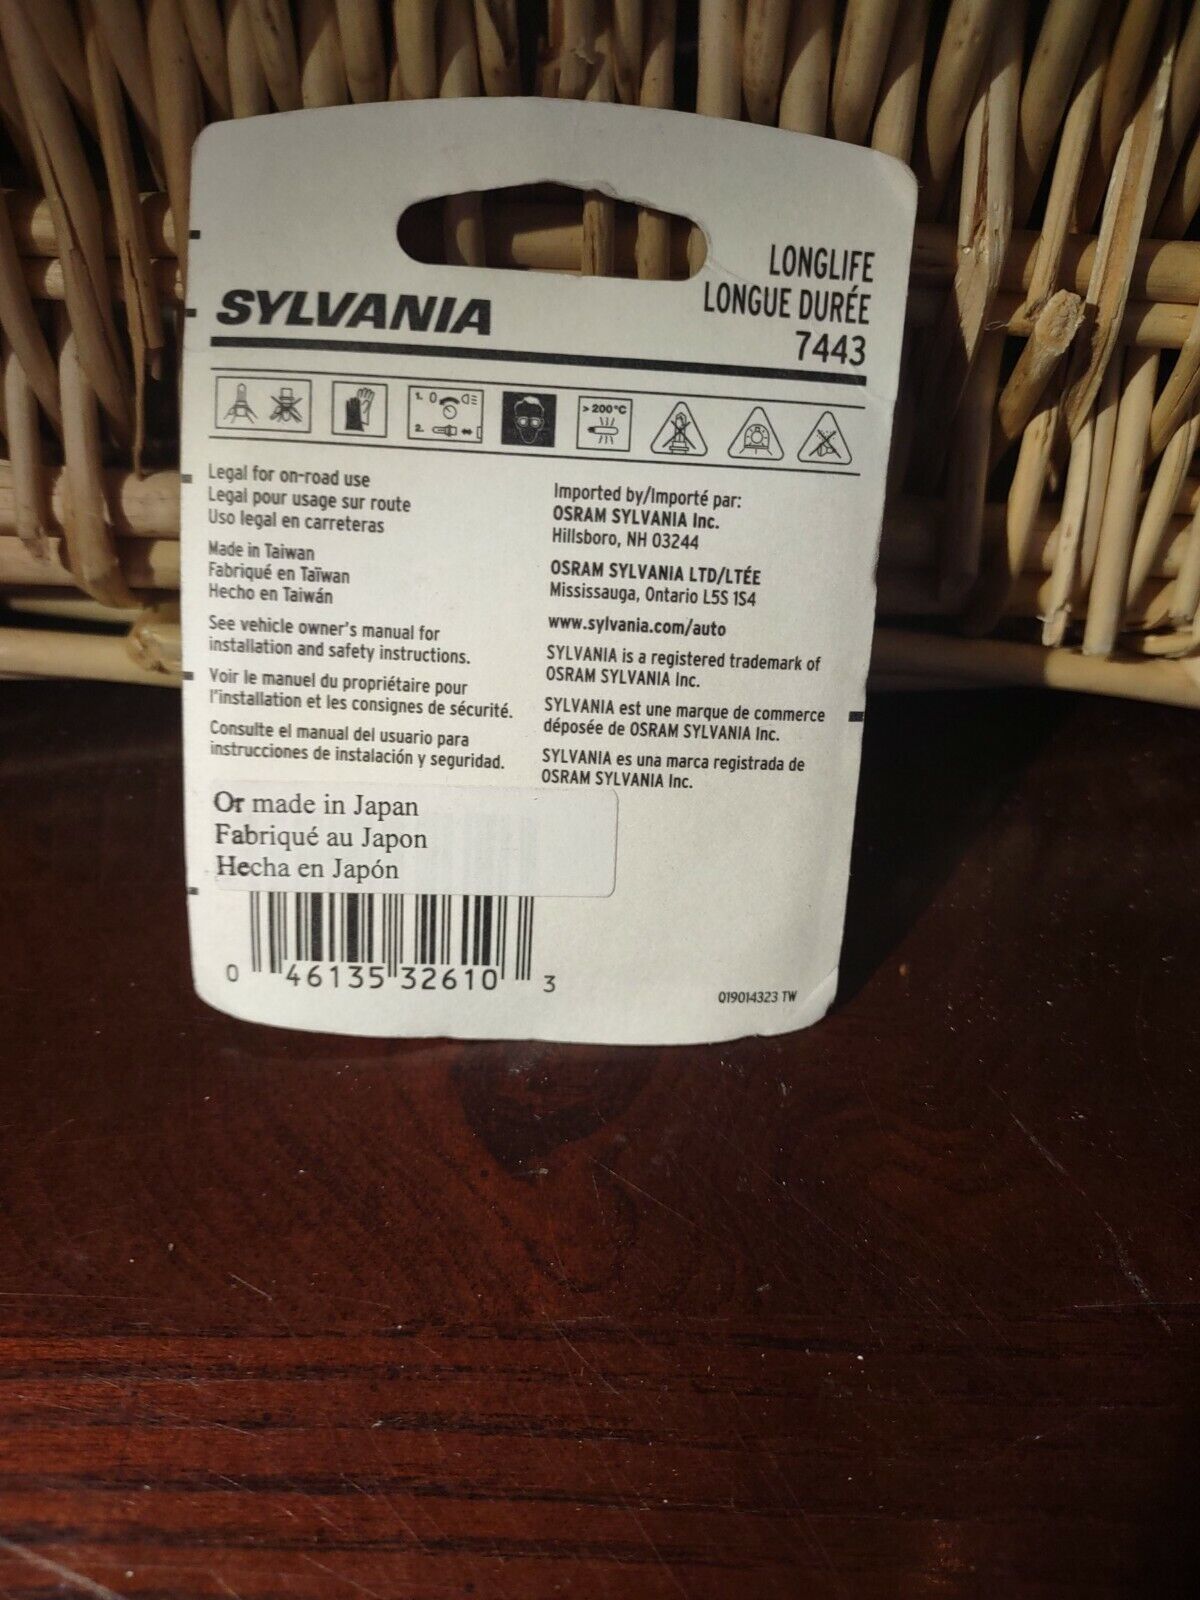 LONGLIFE
LONGUE DURÉE
7443
SYLVANIA
1. 0
2.
> 200°C
Legal for on-road use
Legal pour usage sur route
Uso legal en carreteras
Made in Taiwan
Fabriqué en Taïwan
Hecho en Taiwán
See vehicle owner's manual for
installation and safety instructions.
Voir le manuel du propriétaire pour
l'installation et les consignes de sécurité.
Consulte el manual del usuario para
instrucciones de instalación y seguridad.
Imported by/Importé par:
OSRAM SYLVANIA Inc.
Hillsboro, NH 03244
OSRAM SYLVANIA LTD/LTÉE
Mississauga, Ontario L5S 1S4
www.sylvania.com/auto
SYLVANIA is a registered trademark of
OSRAM SYLVANIA Inc.
SYLVANIA est une marque de commerce
déposée de OSRAM SYLVANIA Inc.
SYLVANIA es una marca registrada de
OSRAM SYLVANIA Inc.
Or made in Japan
Fabriqué au Japon
Hecha en Japón
0 46135 32610 3
Q19014323 TW